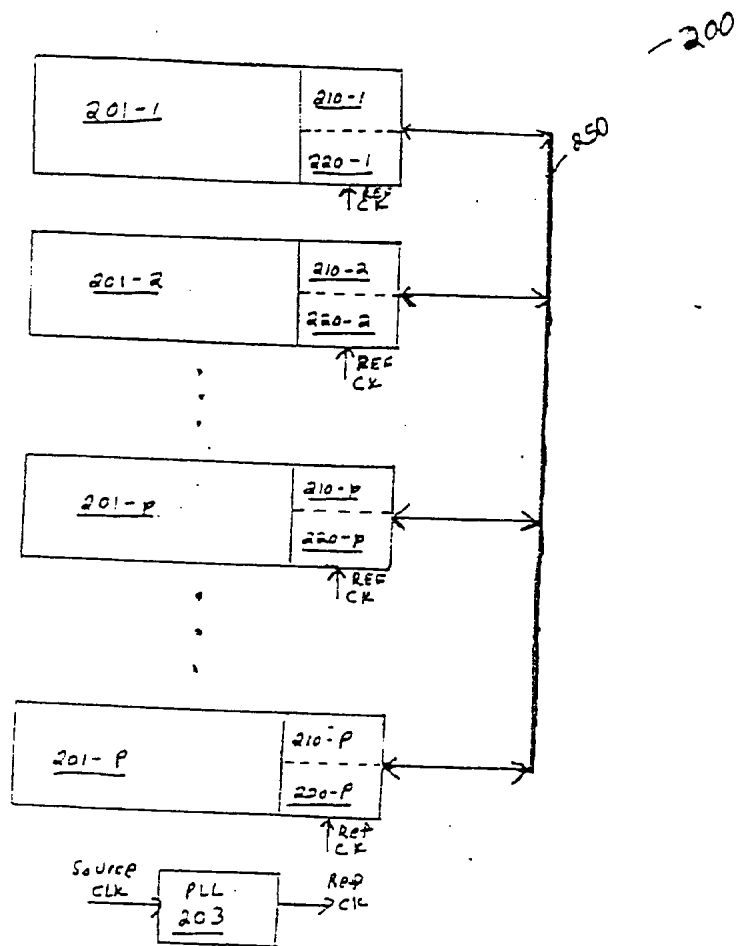 200
201-1
210-1
220-1
250
REF
CK
201-2
210-2
220-2
REF
CK
201-p
210-p
220-p
REF
CK
201-P
210-P
220-P
Ref
CK
Source
CLK
PLL
203
Ref
CK